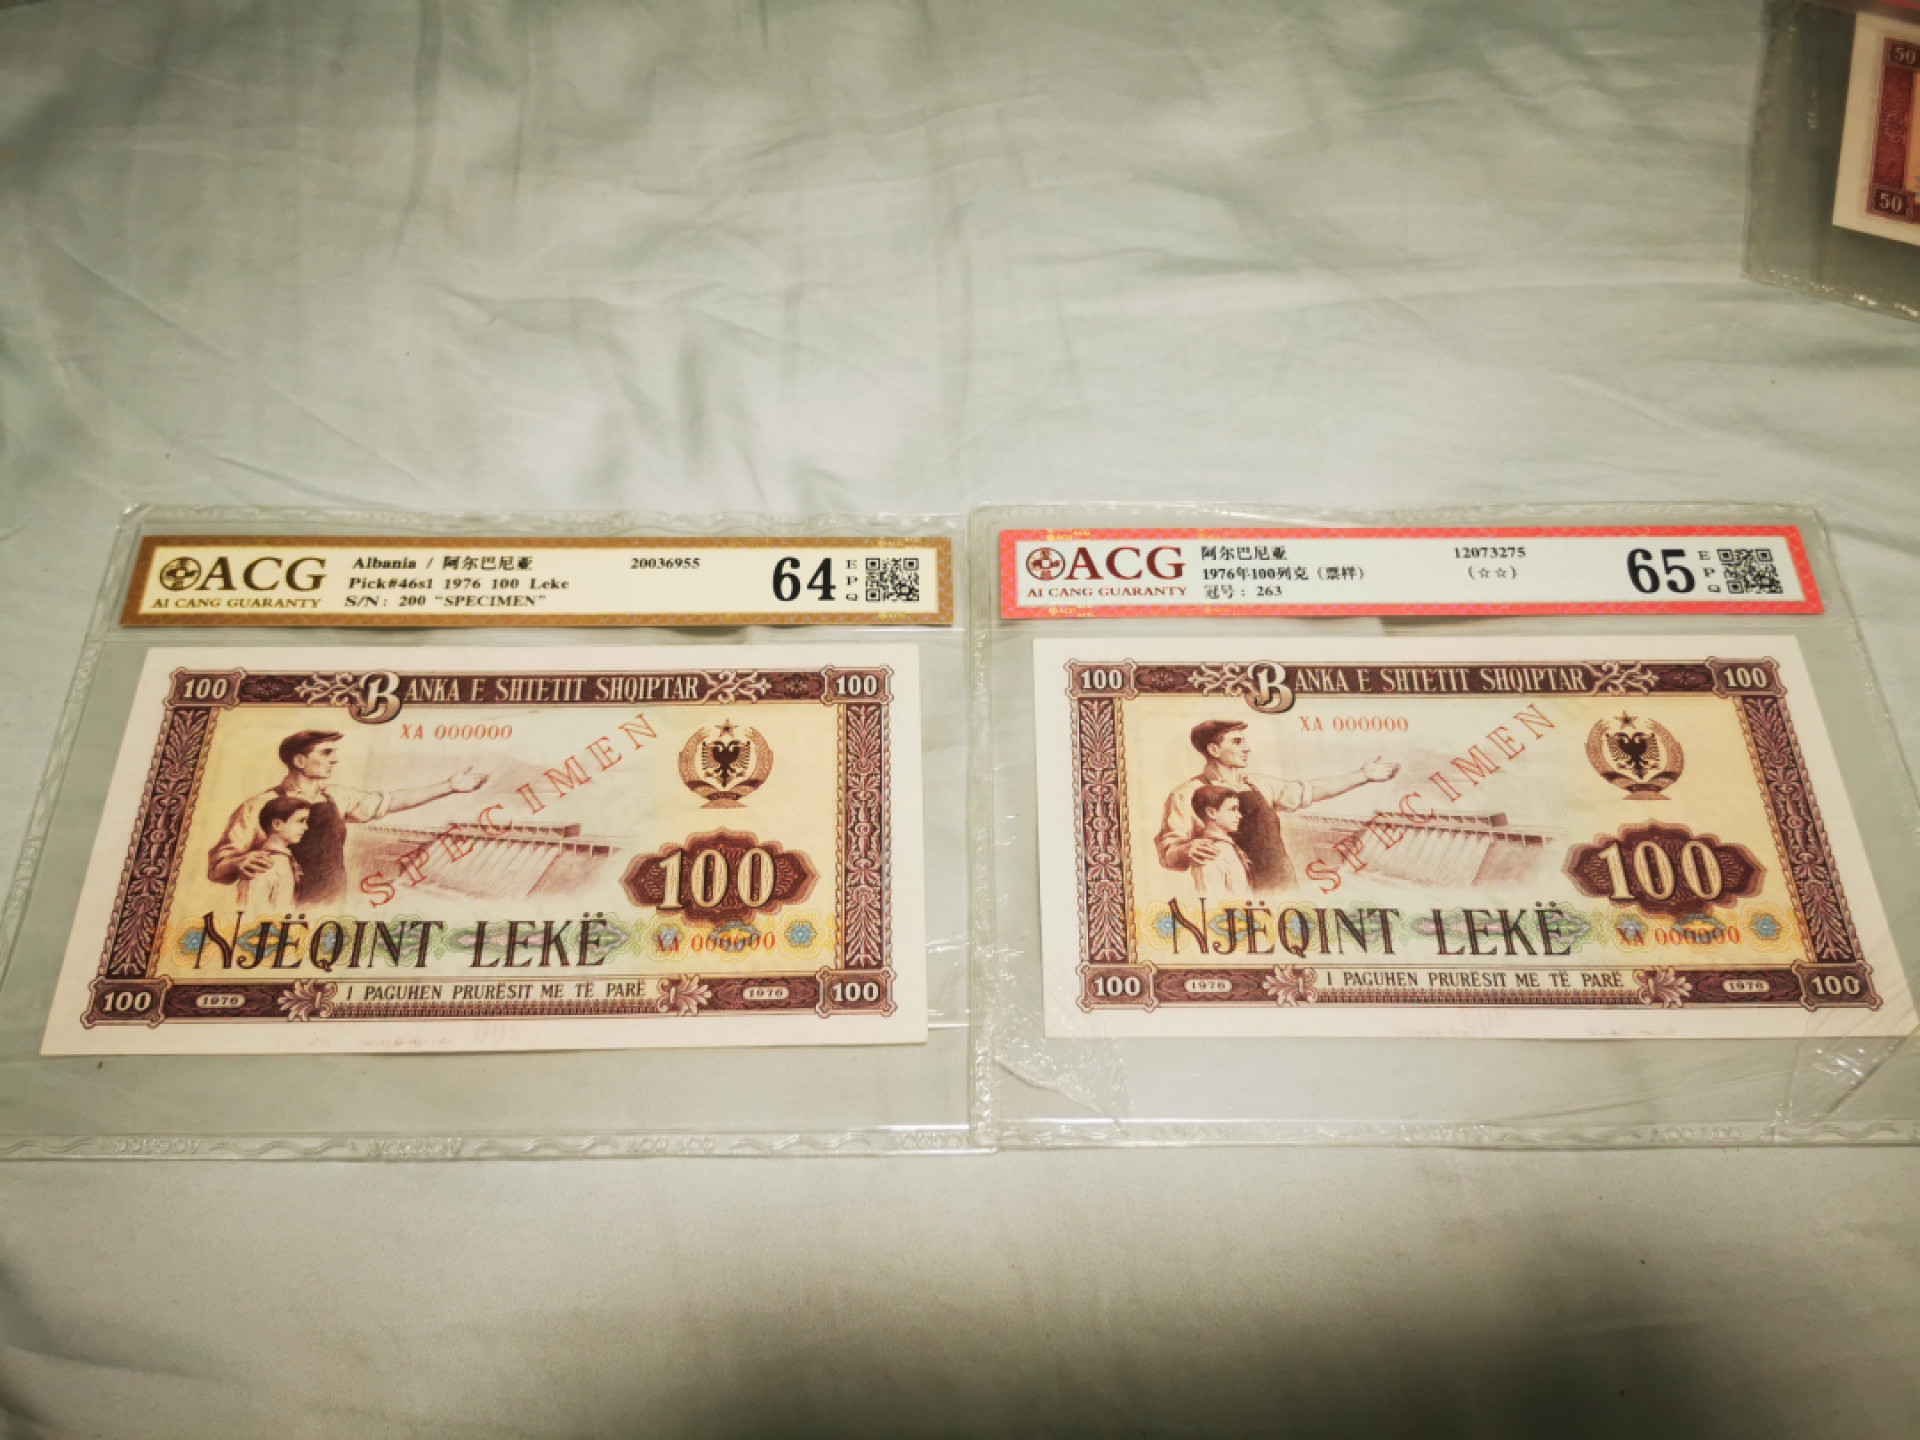 50
50
ACG
AI CANG GUARANTY
Albania / 阿尔巴尼亚
Pick#46s1 1976 100 Leke
S/N: 200 "SPECIMEN"
20036955
64
EPQ
ACG
AI CANG GUARANTY
阿尔巴尼亚
1976年100列克（票样）
冠号：263
12073275
(☆☆)
65
EPQ
100
BANKA E SHTETIT SHQIPTAR
100
XA 000000
SPECIMEN
100
NJËQINT LEKË
XA 000000
100
1976
I PAGUHEN PRURËSIT ME TË PARË
1976
100
100
BANKA E SHTETIT SHQIPTAR
100
XA 000000
SPECIMEN
100
NJËQINT LEKË
XA 000000
100
1976
I PAGUHEN PRURËSIT ME TË PARË
1976
100